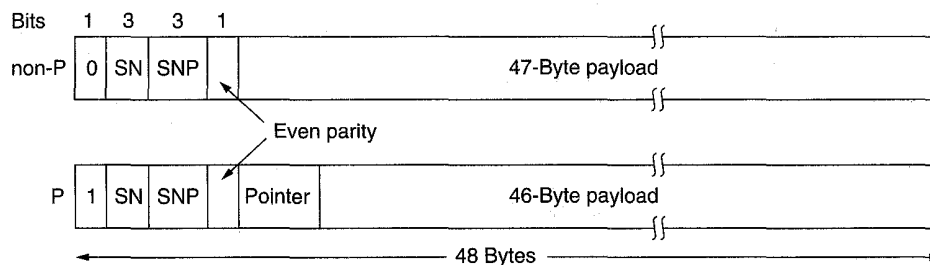 Bits 1 3 3 1
non-P 0 SN SNP 47-Byte payload
Even parity
P 1 SN SNP Pointer 46-Byte payload
48 Bytes